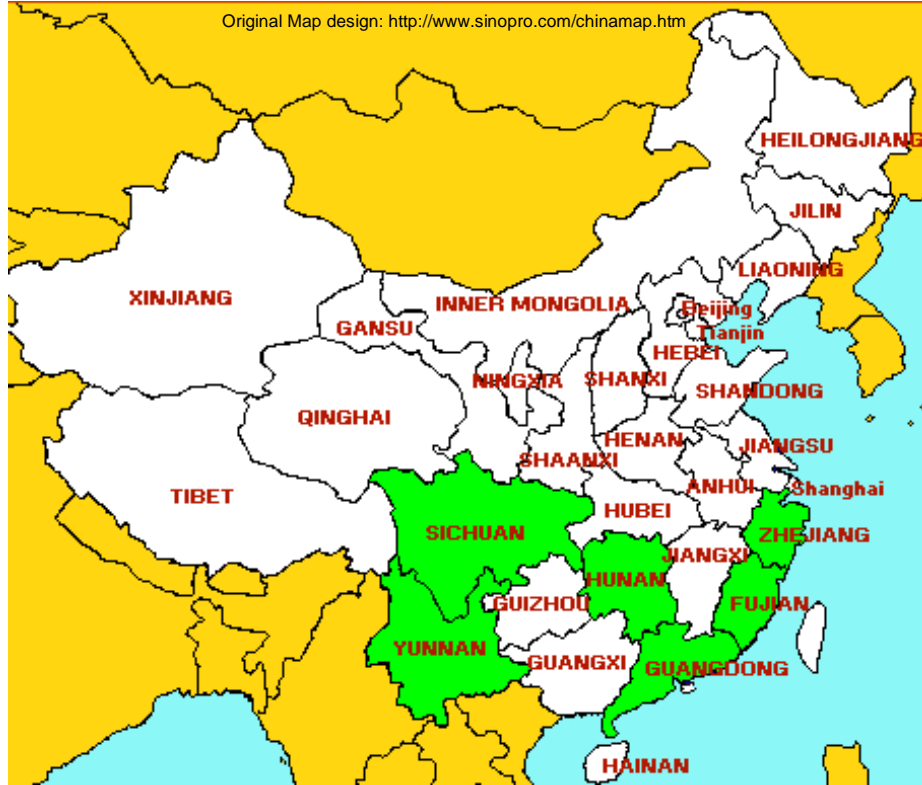 Original Map design: http://www.sinopro.com/chinamap.htm
HEILONGJIANG
JILIN
LIAONING
XINJIANG
INNER MONGOLIA
Beijing
GANSU
Tianjin
HEBEI
NINGXIA
SHANXI
SHANDONG
QINGHAI
HENAN
JIANGSU
SHAANXI
ANHUI
Shanghai
TIBET
HUBEI
SICHUAN
ZHEJIANG
JIANGXI
HUNAN
GUIZHOU
FUJIAN
YUNNAN
GUANGXI
GUANGDONG
HAINAN